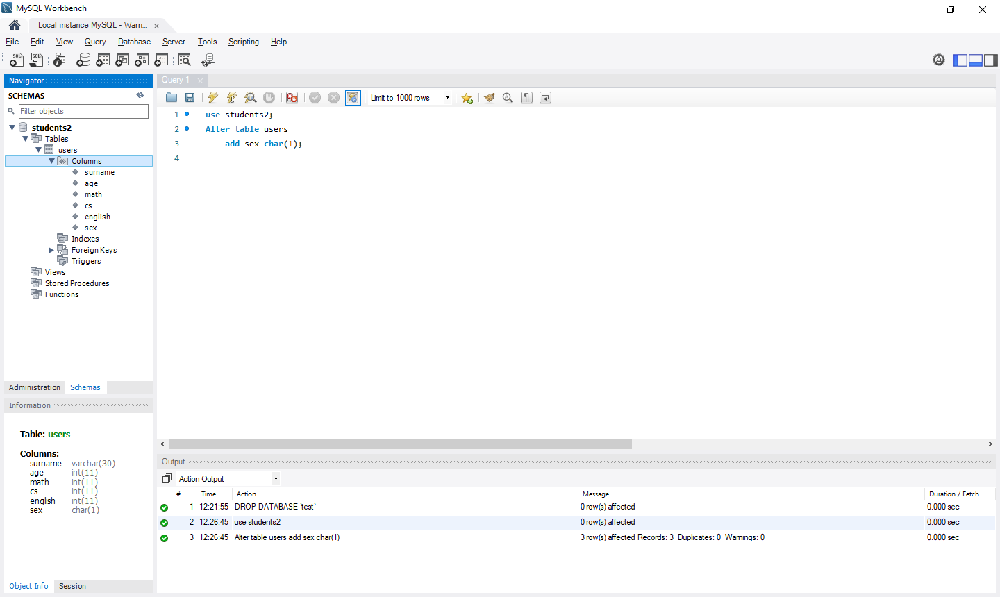 MySQL Workbench
Local instance MySQL - Warn...
File Edit View Query Database Server Tools Scripting Help
Navigator
SCHEMAS
Filter objects
students2
Tables
users
Columns
surname
age
math
cs
english
sex
Indexes
Foreign Keys
Triggers
Views
Stored Procedures
Functions
Administration Schemas
Information
Table: users
Columns:
surname varchar(30)
age int(11)
math int(11)
cs int(11)
english int(11)
sex char(1)
Object Info Session
Query 1
Limit to 1000 rows
1 use students2;
2 Alter table users
3 add sex char(1);
4
Output
Action Output
# Time Action Message Duration / Fetch
1 12:21:55 DROP DATABASE `test` 0 row(s) affected 0.000 sec
2 12:26:45 use students2 0 row(s) affected 0.000 sec
3 12:26:45 Alter table users add sex char(1) 3 row(s) affected Records: 3 Duplicates: 0 Warnings: 0 0.000 sec